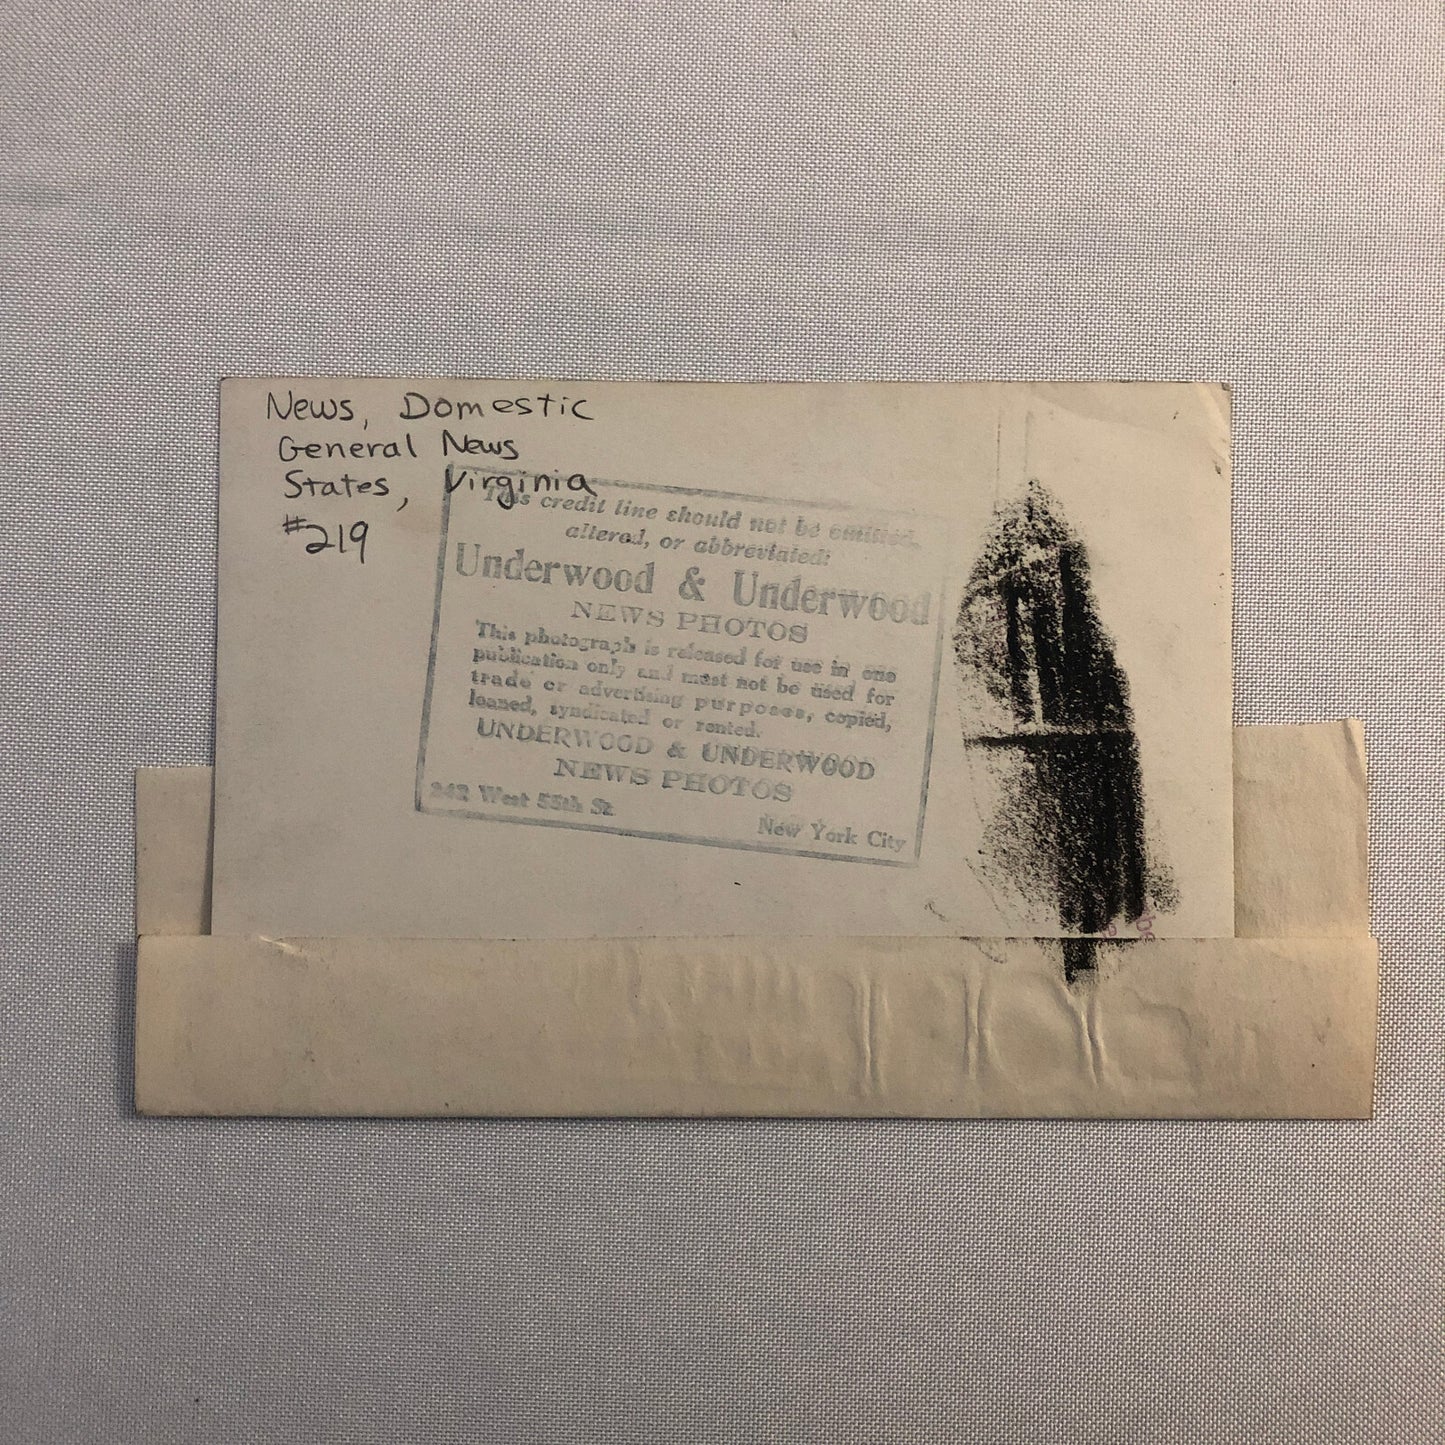 News, Domestic
General News
States, Virginia
#219
This credit line should not be omitted,
altered, or abbreviated:
Underwood & Underwood
NEWS PHOTOS
This photograph is released for use in one
publication only and must not be used for
trade or advertising purposes, copied,
loaned, syndicated or rented.
UNDERWOOD & UNDERWOOD
NEWS PHOTOS
242 West 55th St.
New York City